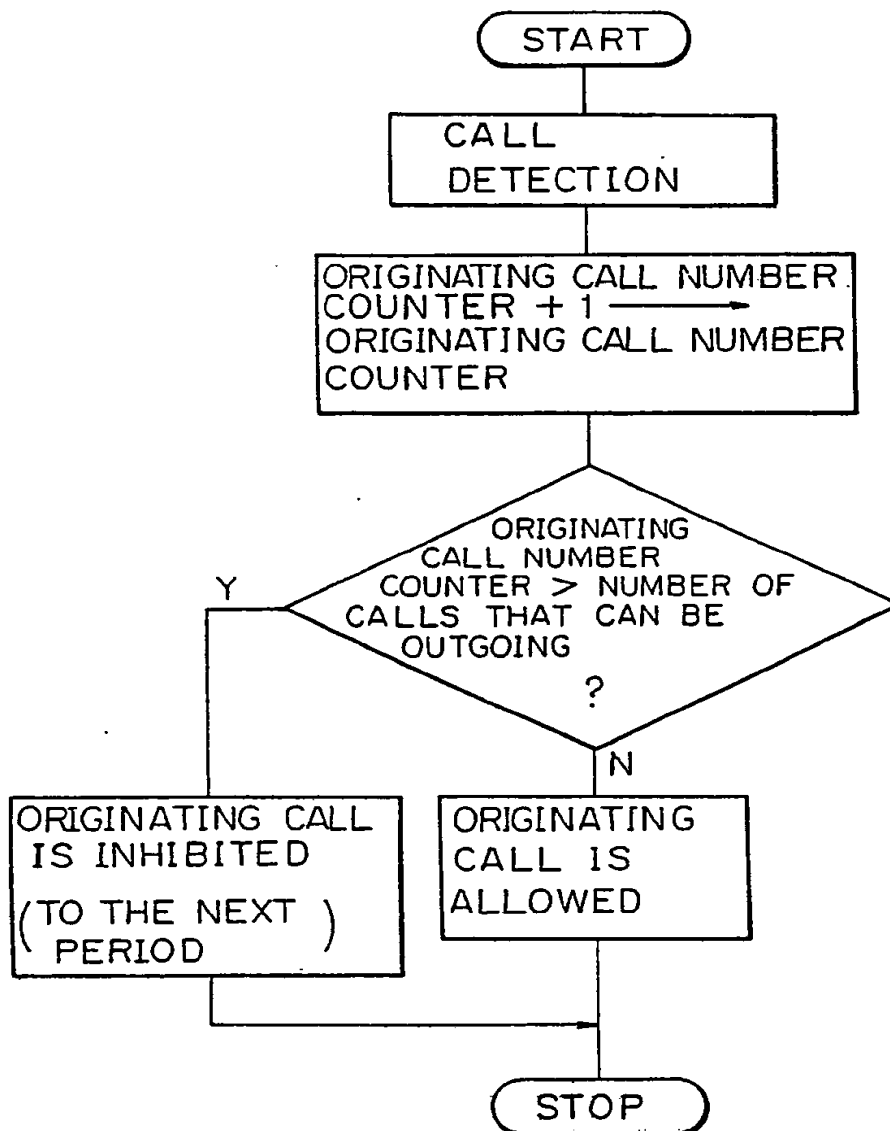 START
CALL
DETECTION
ORIGINATING CALL NUMBER
COUNTER + 1 ⟶
ORIGINATING CALL NUMBER
COUNTER
ORIGINATING
CALL NUMBER
COUNTER > NUMBER OF
CALLS THAT CAN BE
OUTGOING
?
Y
N
ORIGINATING CALL
IS INHIBITED
(TO THE NEXT
PERIOD)
ORIGINATING
CALL IS
ALLOWED
STOP